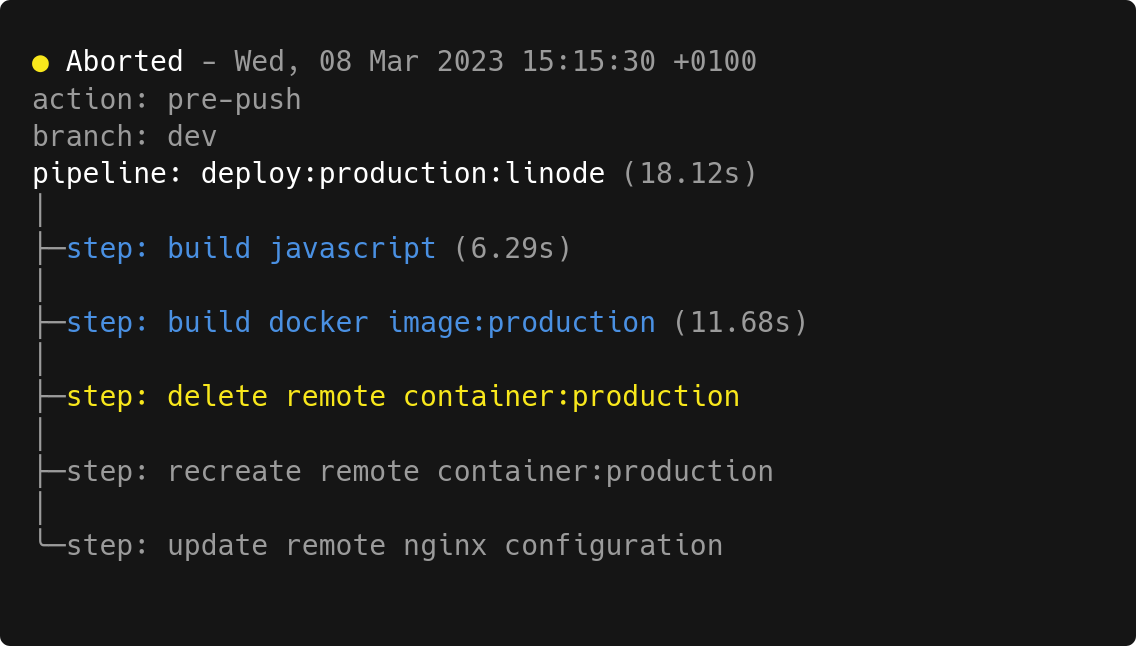 Aborted - Wed, 08 Mar 2023 15:15:30 +0100
action: pre-push
branch: dev
pipeline: deploy:production:linode (18.12s)
step: build javascript (6.29s)
step: build docker image:production (11.68s)
step: delete remote container:production
step: recreate remote container:production
step: update remote nginx configuration